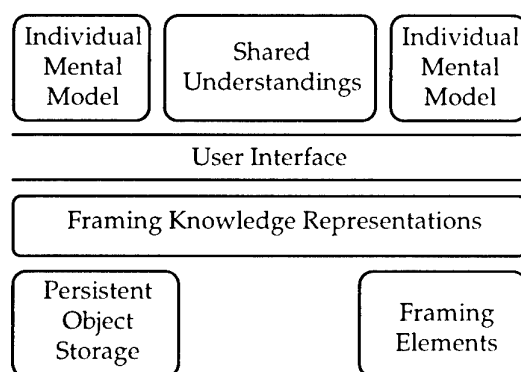 Individual
Mental
Model
Shared
Understandings
Individual
Mental
Model
User Interface
Framing Knowledge Representations
Persistent
Object
Storage
Framing
Elements